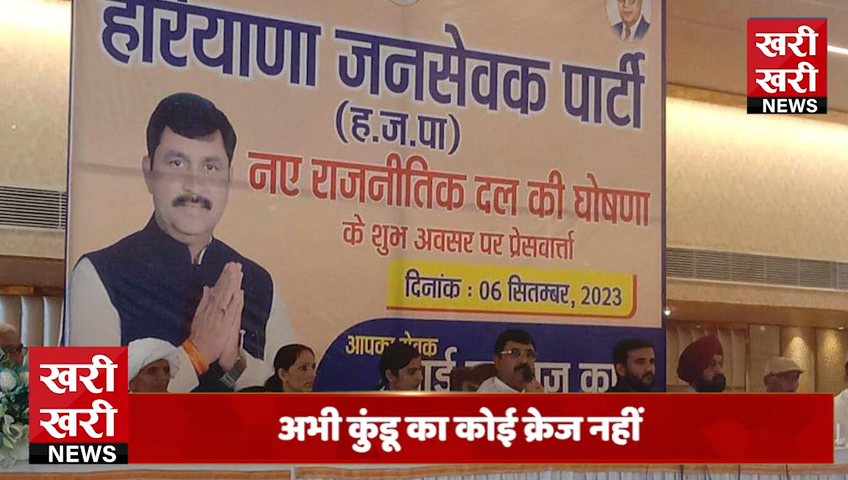 हरियाणा जनसेवक पार्टी
(ह.ज.पा)
नए राजनीतिक दल की घोषणा
के शुभ अवसर पर प्रेसवार्त्ता
दिनांक : 06 सितम्बर, 2023
आपका सेवक
खरी
खरी
NEWS
खरी
खरी
NEWS
अभी कुंडू का कोई क्रेज नहीं